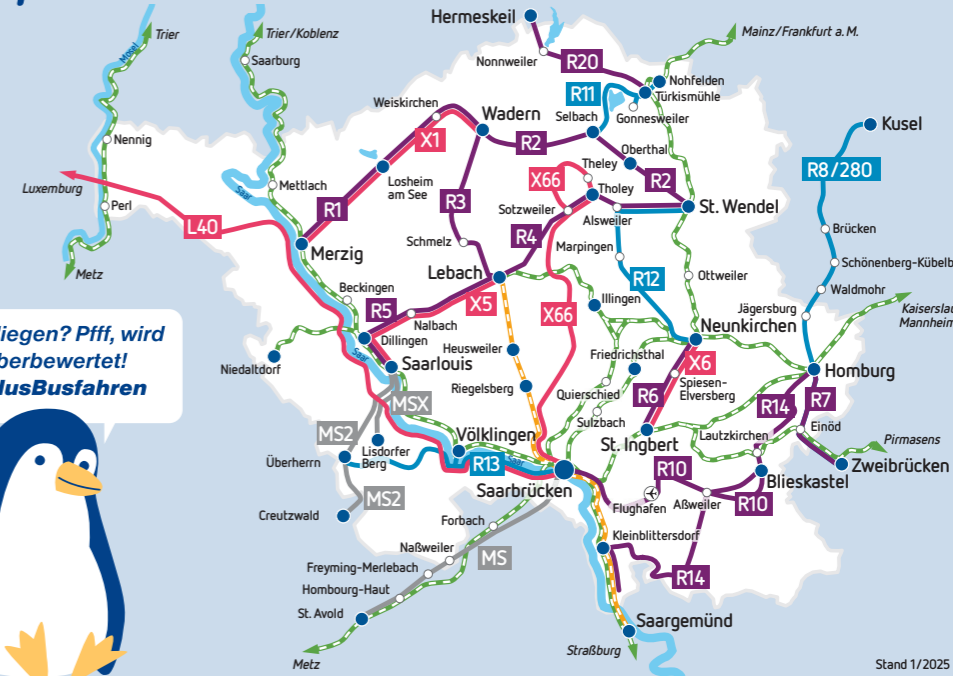 Hermeskeil
Nonnweiler
R20
Trier
Trier/Koblenz
Mainz/Frankfurt a.M.
Mosel
Saarburg
Nohfelden
Türkismühle
R11
Gonnesweiler
Weiskirchen
Wadern
Selbach
X1
R2
Oberthal
Kusel
R8/280
Nennig
Losheim
am See
Theley
R2
Luxemburg
Mettlach
Saar
X66
Tholey
R1
R3
Sotzweiler
St. Wendel
Perl
L40
Alsweiler
Brücken
Merzig
Schmelz
R4
Marpingen
Metz
Lebach
R12
Ottweiler
Schönenberg-Kübelb
Beckingen
R5
X5
X66
Illingen
Jägersburg
Waldmohr
Nalbach
Neunkirchen
Kaiserslau
Mannheim
liegen? Pfff, wird
berbewertet!
lusBusfahren
Dillingen
Saar
Saarlouis
Heusweiler
Friedrichsthal
X6
Niedaltdorf
Riegelsberg
Quierschied
R6
Spiesen-
Elversberg
Homburg
MSX
Sulzbach
R14
R7
MS2
Völklingen
St. Ingbert
Lautzkirchen
Einöd
Pirmasens
Lisdorfer
Berg
Überherrn
R13
Saar
Saarbrücken
R10
Zweibrücken
Blieskastel
MS2
Flughafen
Aßweiler
R10
Creutzwald
Forbach
Kleinblittersdorf
Naßweiler
MS
R14
Freyming-Merlebach
Hombourg-Haut
St. Avold
Saargemünd
Metz
Straßburg
Stand 1/2025